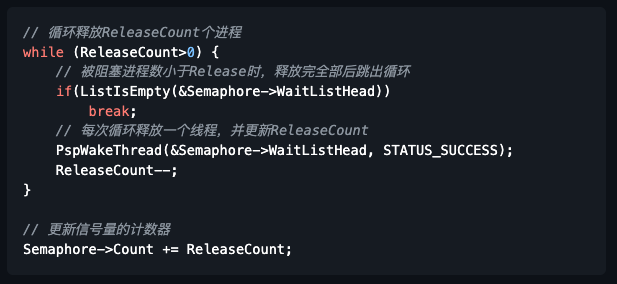 // 循环释放ReleaseCount个进程
while (ReleaseCount>0) {
    // 被阻塞进程数小于Release时，释放完全部后跳出循环
    if(ListIsEmpty(&Semaphore->WaitListHead))
        break;
    // 每次循环释放一个线程，并更新ReleaseCount
    PspWakeThread(&Semaphore->WaitListHead, STATUS_SUCCESS);
    ReleaseCount--;
}

// 更新信号量的计数器
Semaphore->Count += ReleaseCount;